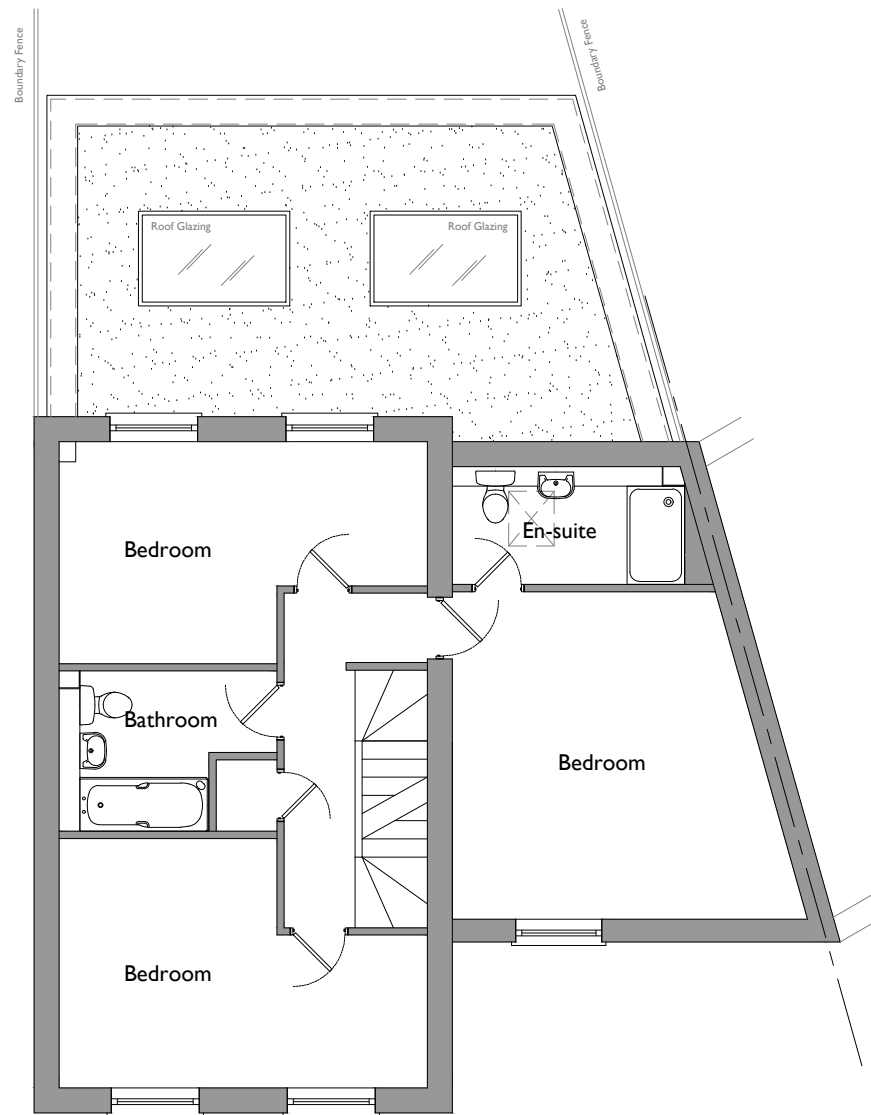 Boundary Fence
Boundary Fence
Roof Glazing
Roof Glazing
Bedroom
En-suite
Bathroom
Bedroom
Bedroom